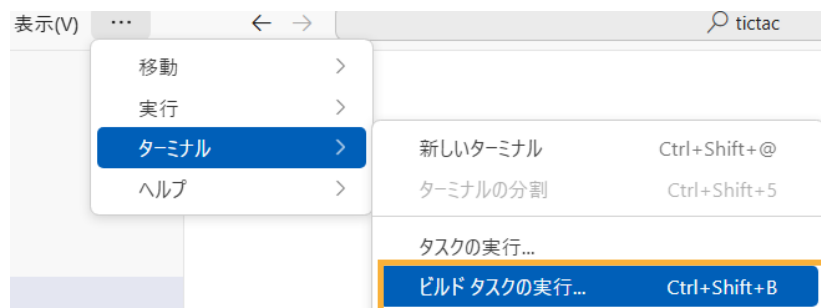 表示(V) … ← → tictac
移動
実行
ターミナル
ヘルプ
新しいターミナル Ctrl+Shift+@
ターミナルの分割 Ctrl+Shift+5
タスクの実行...
ビルド タスクの実行... Ctrl+Shift+B